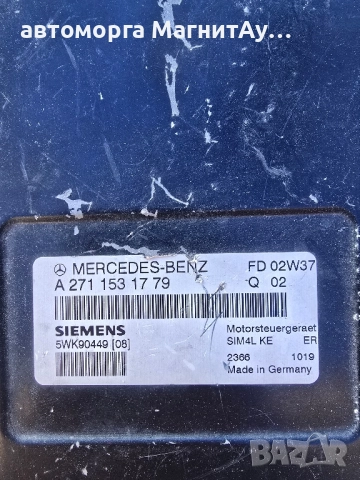 автоморга МагнитАу…
MERCEDES-BENZ FD 02W37
A 271 153 17 79 Q 02
SIEMENS Motorsteuergeraet
5WK90449 [08] SIM4L KE ER
2366 1019
Made in Germany
BAZAR